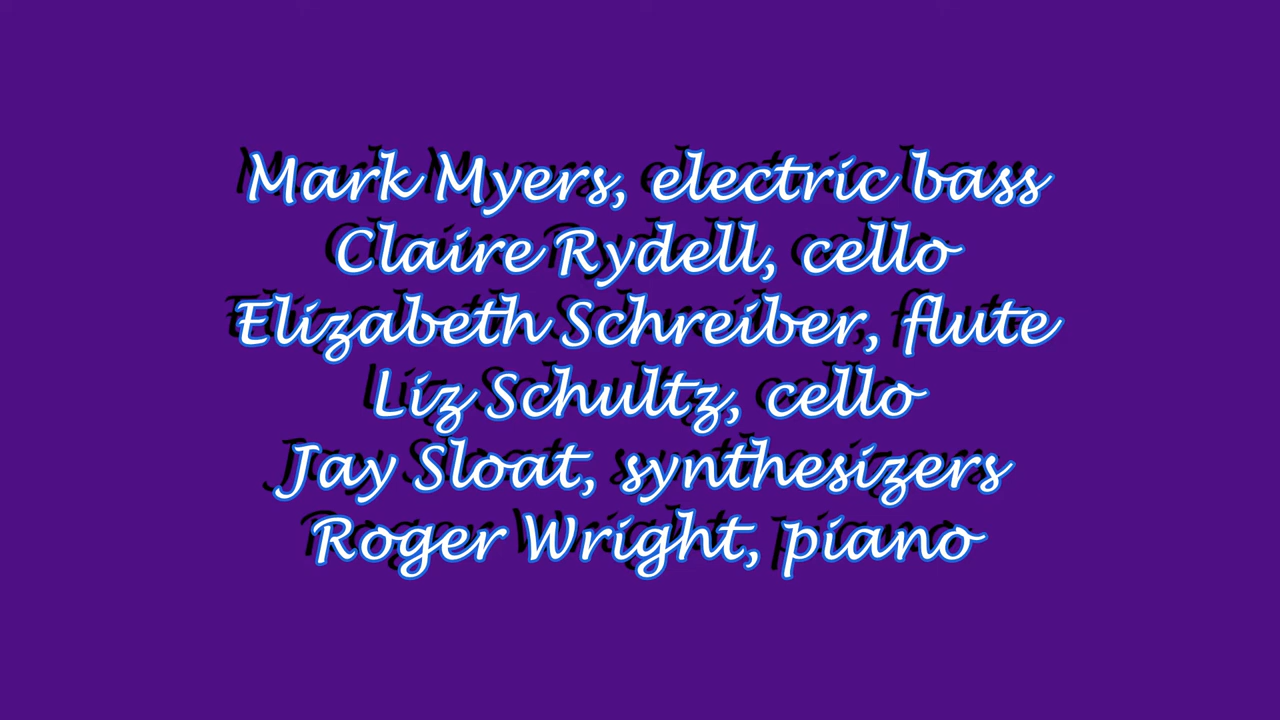 Mark Myers, electric bass
Claire Rydell, cello
Elizabeth Schreiber, flute
Liz Schultz, cello
Jay Sloat, synthesizers
Roger Wright, piano